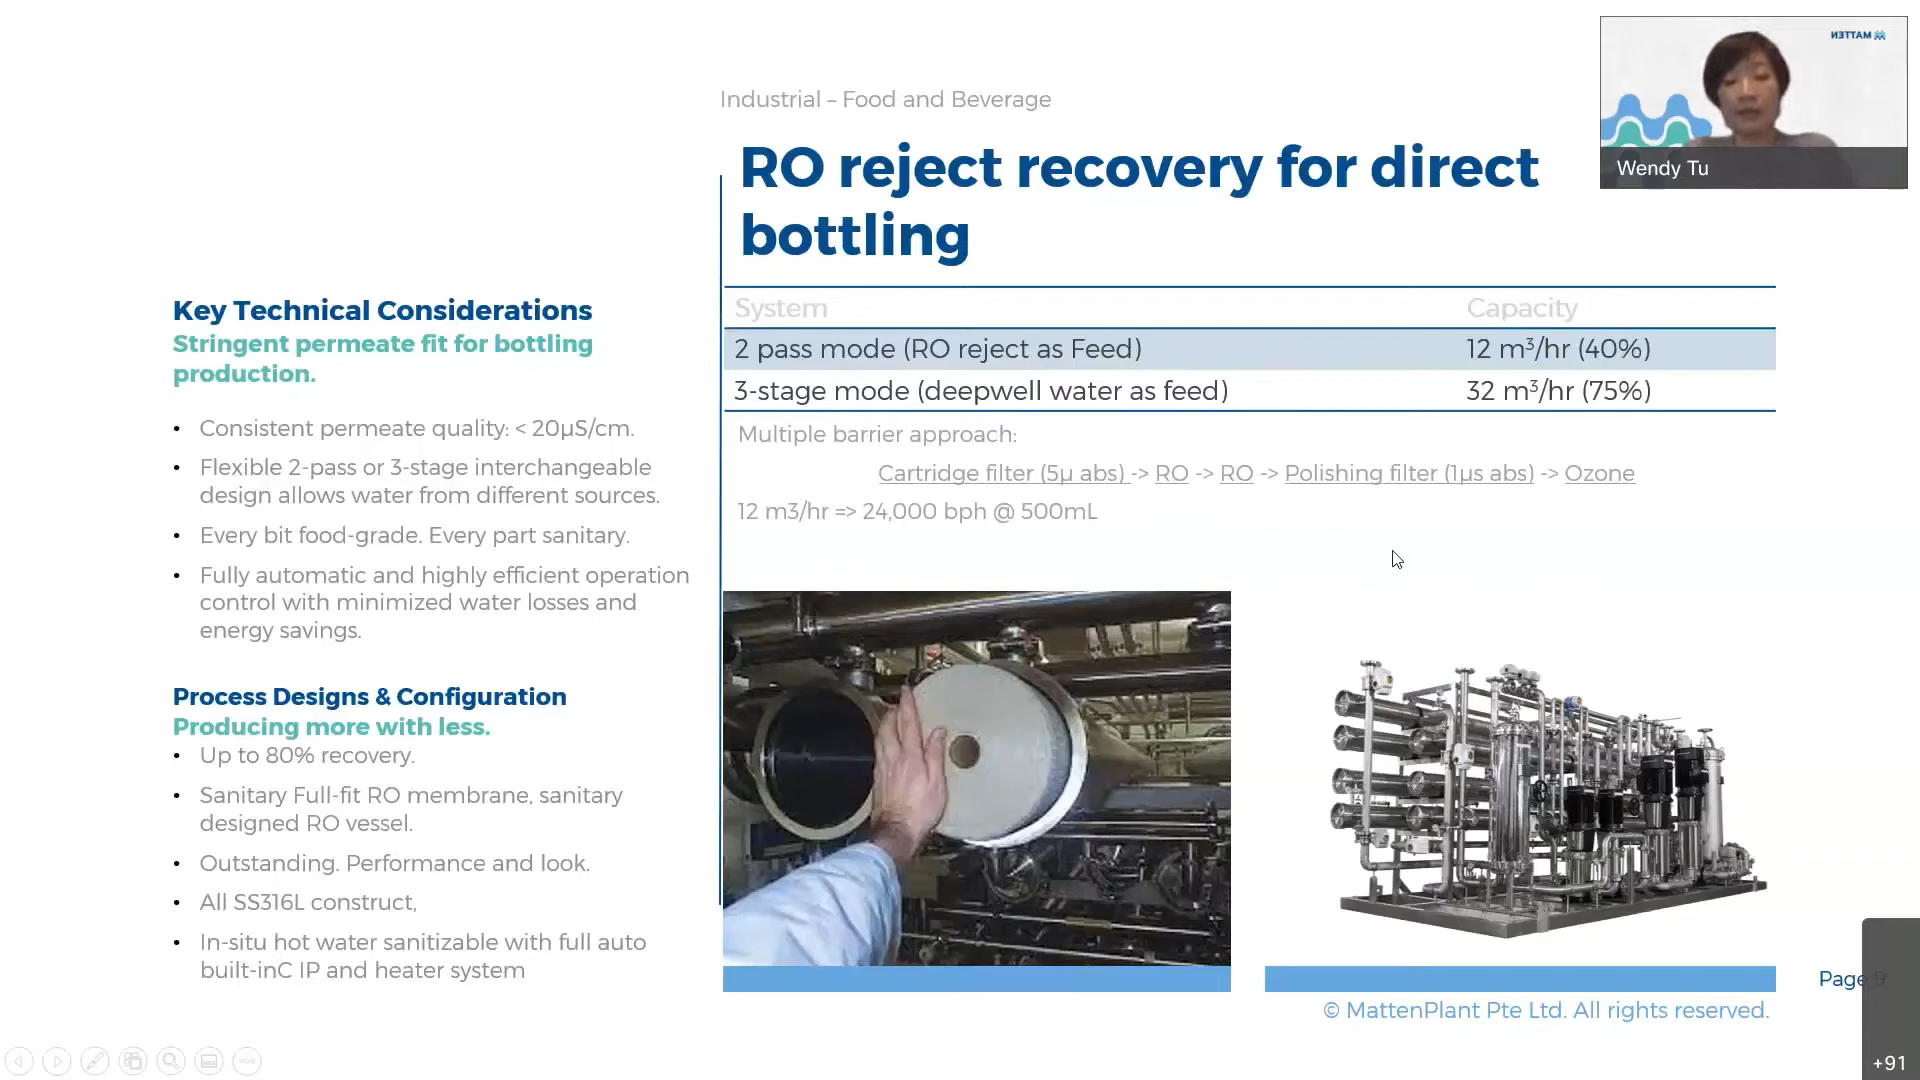 Industrial – Food and Beverage
RO reject recovery for direct
bottling
ИƎTTAM
Wendy Tu
Key Technical Considerations
Stringent permeate fit for bottling
production.
• Consistent permeate quality: < 20µS/cm.
• Flexible 2-pass or 3-stage interchangeable
design allows water from different sources.
• Every bit food-grade. Every part sanitary.
• Fully automatic and highly efficient operation
control with minimized water losses and
energy savings.
Process Designs & Configuration
Producing more with less.
• Up to 80% recovery.
• Sanitary Full-fit RO membrane, sanitary
designed RO vessel.
• Outstanding. Performance and look.
• All SS316L construct,
• In-situ hot water sanitizable with full auto
built-inC IP and heater system
System Capacity
2 pass mode (RO reject as Feed) 12 m³/hr (40%)
3-stage mode (deepwell water as feed) 32 m³/hr (75%)
Multiple barrier approach:
Cartridge filter (5µ abs) -> RO -> RO -> Polishing filter (1µs abs) -> Ozone
12 m3/hr => 24,000 bph @ 500mL
Page 9
© MattenPlant Pte Ltd. All rights reserved.
+91